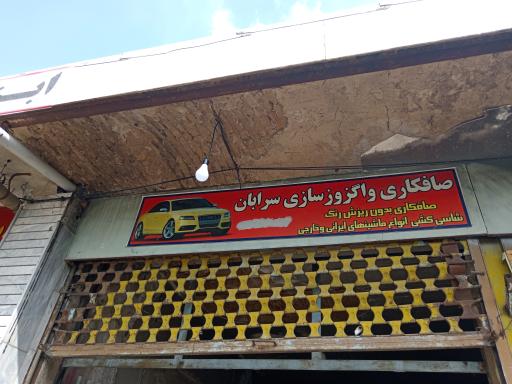 صافکاری واگزوزسازی سرابان
صافکاری بدون ریزش رنگ
شاسی کشی انواع ماشینهای ایرانی وخارجی